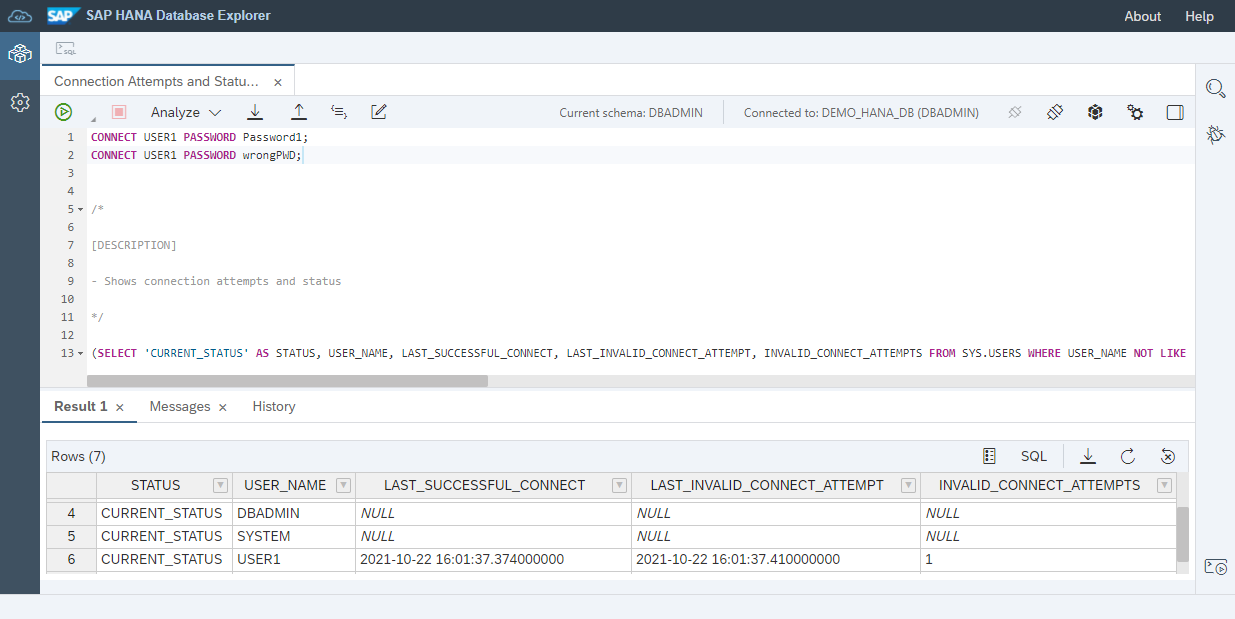 SAP SAP HANA Database Explorer About Help
SQL
Connection Attempts and Statu... ×
Analyze Current schema: DBADMIN Connected to: DEMO_HANA_DB (DBADMIN)
1 CONNECT USER1 PASSWORD Password1;
2 CONNECT USER1 PASSWORD wrongPWD;
3
4
5 /*
6
7 [DESCRIPTION]
8
9 - Shows connection attempts and status
10
11 */
12
13 (SELECT 'CURRENT_STATUS' AS STATUS, USER_NAME, LAST_SUCCESSFUL_CONNECT, LAST_INVALID_CONNECT_ATTEMPT, INVALID_CONNECT_ATTEMPTS FROM SYS.USERS WHERE USER_NAME NOT LIKE
Result 1 × Messages × History
Rows (7) SQL
STATUS USER_NAME LAST_SUCCESSFUL_CONNECT LAST_INVALID_CONNECT_ATTEMPT INVALID_CONNECT_ATTEMPTS
4 CURRENT_STATUS DBADMIN NULL NULL NULL
5 CURRENT_STATUS SYSTEM NULL NULL NULL
6 CURRENT_STATUS USER1 2021-10-22 16:01:37.374000000 2021-10-22 16:01:37.410000000 1